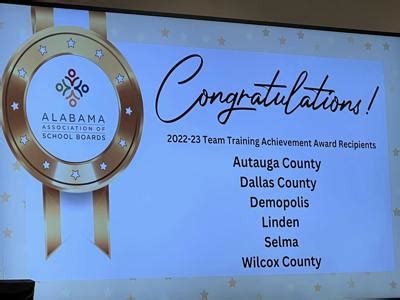 ALABAMA
ASSOCIATION OF
SCHOOL BOARDS
Congratulations!
2022-23 Team Training Achievement Award Recipients
Autauga County
Dallas County
Demopolis
Linden
Selma
Wilcox County